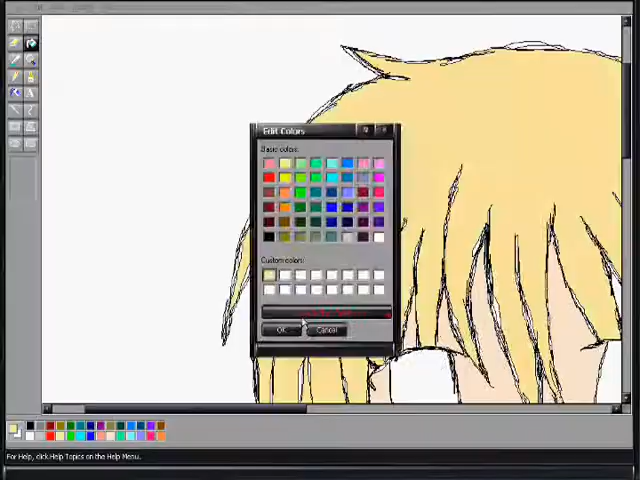 Edit Colors
Basic colors:
Custom colors:
OK
Cancel
For Help, click Help Topics on the Help Menu.